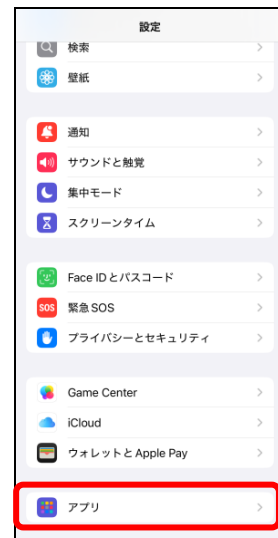 設定
検索
壁紙
通知
サウンドと触覚
集中モード
スクリーンタイム
Face IDとパスコード
SOS 緊急SOS
プライバシーとセキュリティ
Game Center
iCloud
ウォレットとApple Pay
アプリ